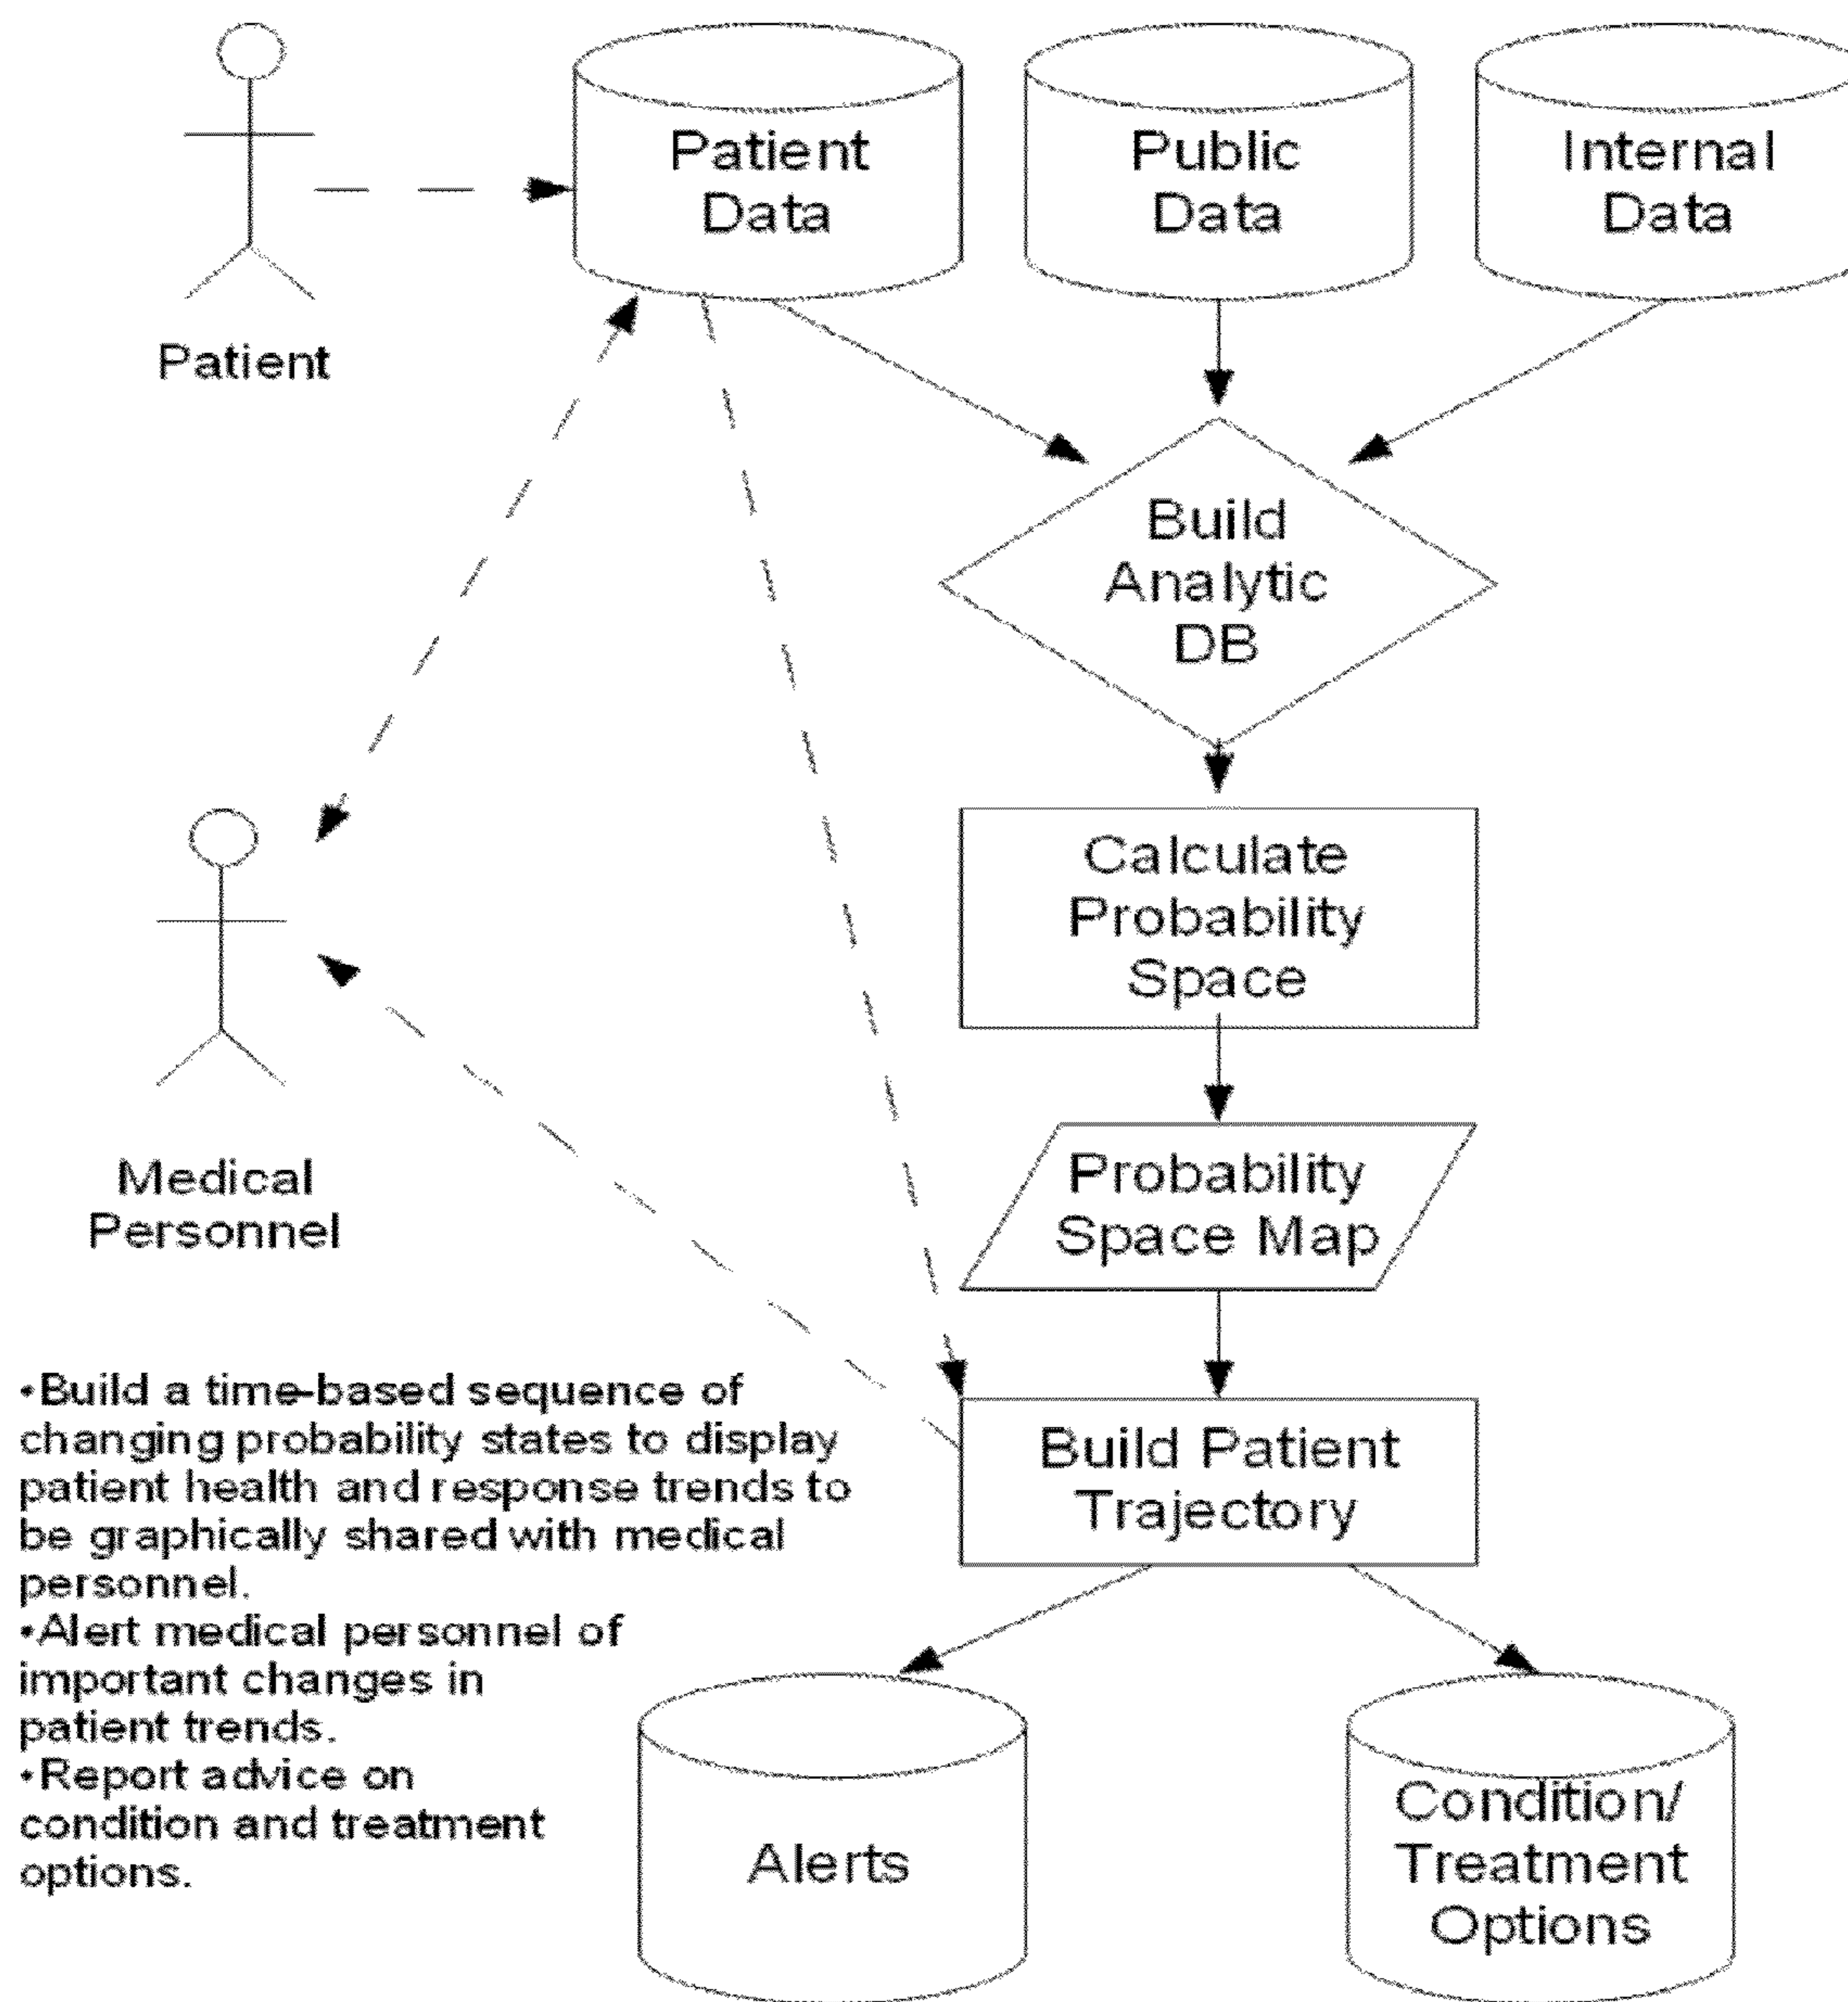 Patient
Data
Public
Data
Internal
Data
Patient
Build
Analytic
DB
Calculate
Probability
Space
Medical
Personnel
Probability
Space Map
•Build a time-based sequence of
changing probability states to display
patient health and response trends to
be graphically shared with medical
personnel.
•Alert medical personnel of
important changes in
patient trends.
•Report advice on
condition and treatment
options.
Build Patient
Trajectory
Alerts
Condition/
Treatment
Options